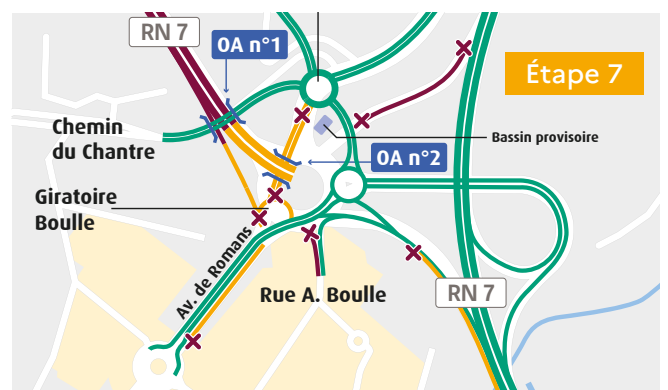 RN 7
OA n°1
Étape 7
Chemin
du Chantre
Bassin provisoire
OA n°2
Giratoire
Boulle
Av. de Romans
Rue A. Boulle
RN 7